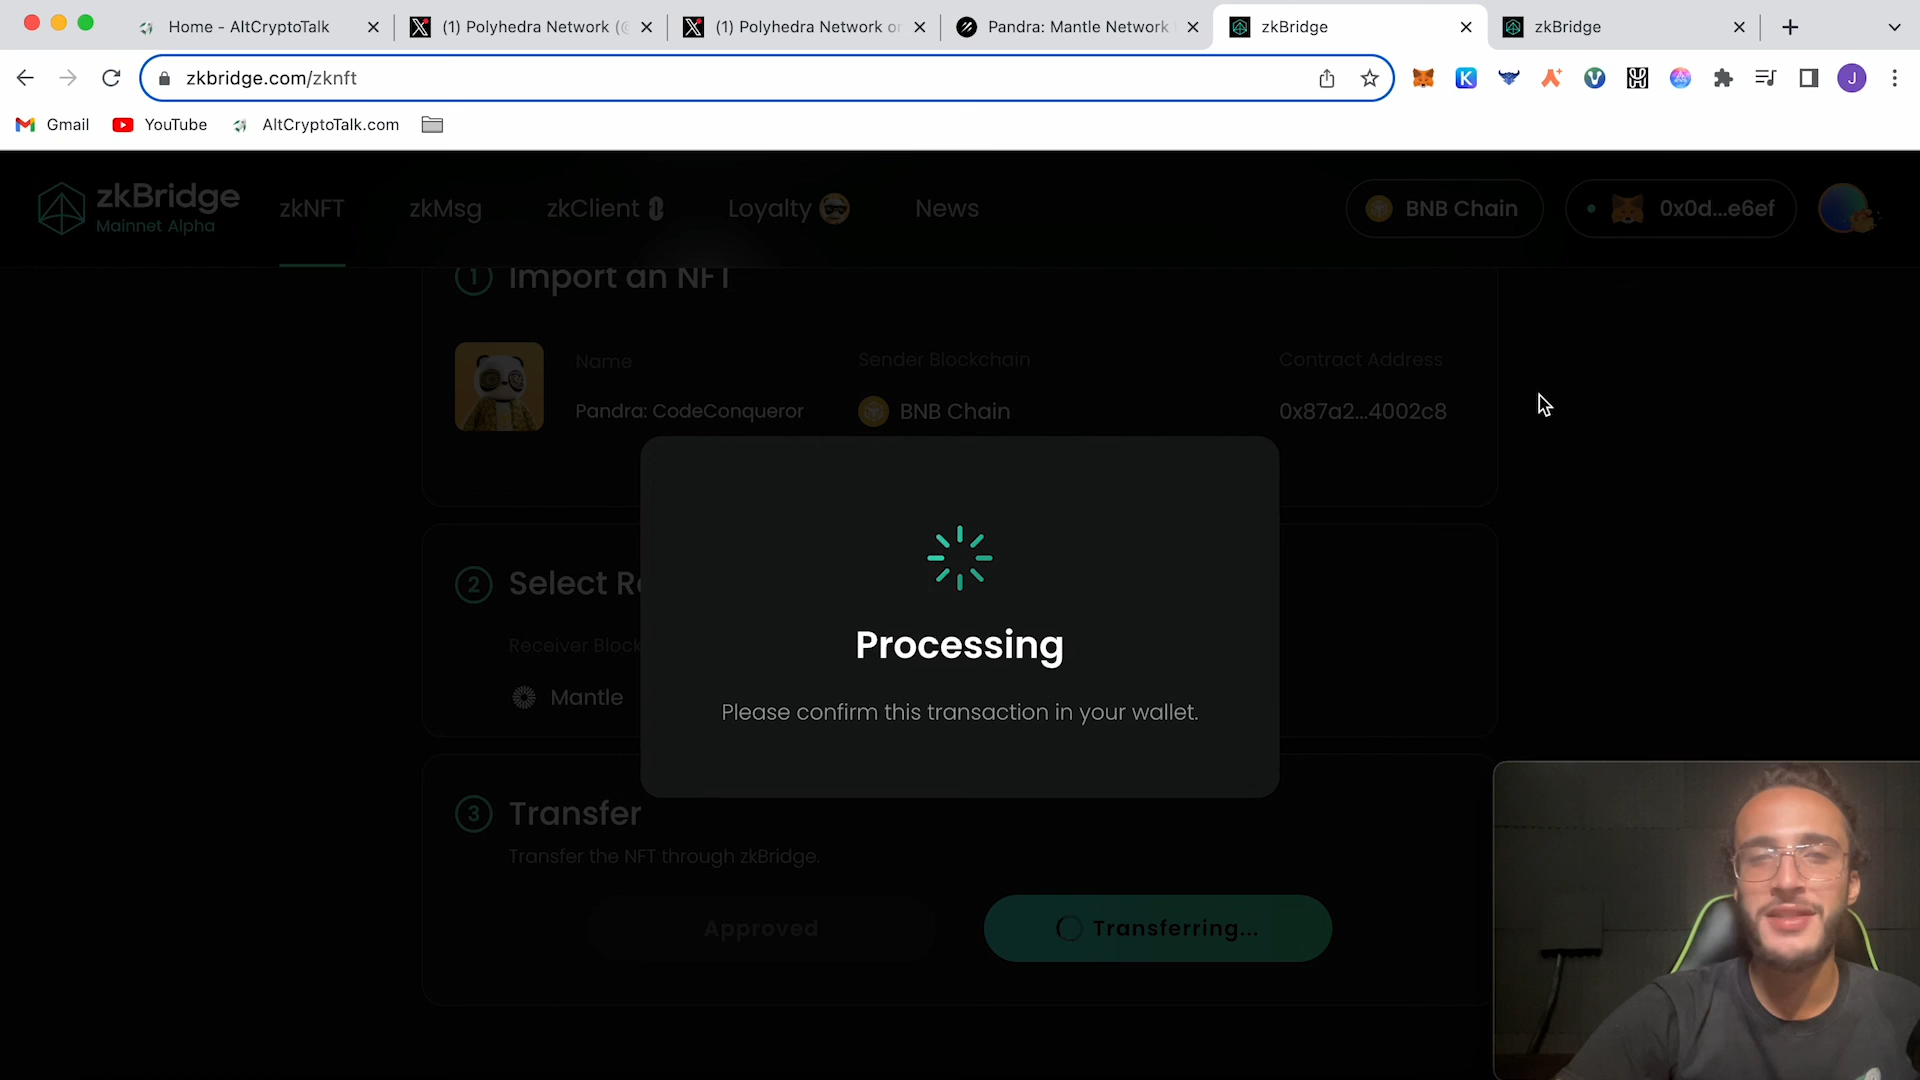 Home - AltCryptoTalk
(1) Polyhedra Network (@
(1) Polyhedra Network or
Pandra: Mantle Network
zkBridge
zkBridge
zkbridge.com/zknft
K
J
Gmail
YouTube
AltCryptoTalk.com
zkBridge
Mainnet Alpha
zkNFT
zkMsg
zkClient
Loyalty
News
BNB Chain
0x0d...e6ef
1 Import an NFT
Name
Sender Blockchain
Contract Address
Pandra: CodeConqueror
BNB Chain
0x87a2...4002c8
2 Select Re
Receiver Block
Mantle
Processing
Please confirm this transaction in your wallet.
3 Transfer
Transfer the NFT through zkBridge.
Approved
Transferring...